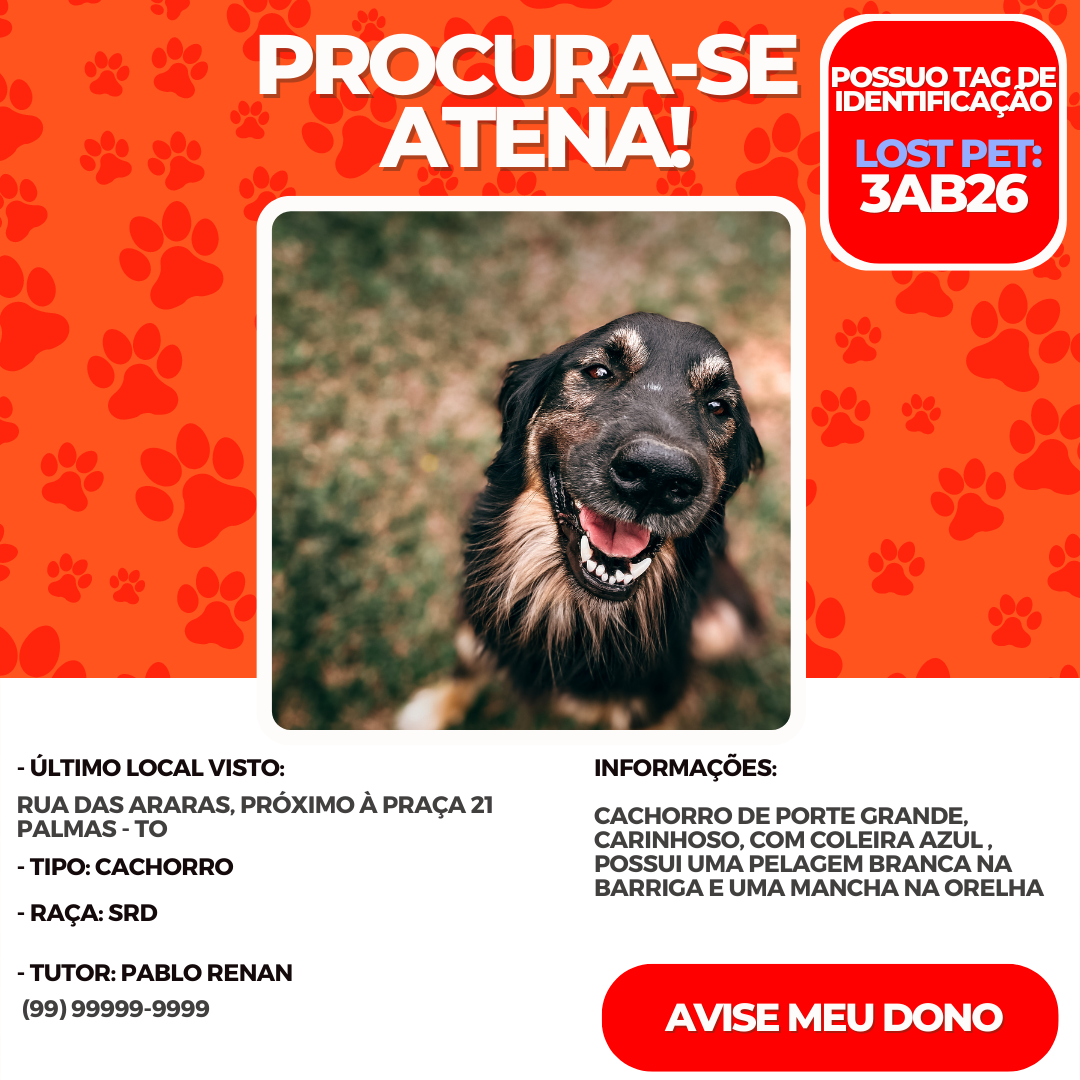 PROCURA-SE
ATENA!
POSSUO TAG DE
IDENTIFICAÇÃO
LOST PET:
3AB26
- ÚLTIMO LOCAL VISTO:
RUA DAS ARARAS, PRÓXIMO À PRAÇA 21
PALMAS - TO
- TIPO: CACHORRO
- RAÇA: SRD
- TUTOR: PABLO RENAN
(99) 99999-9999
INFORMAÇÕES:
CACHORRO DE PORTE GRANDE,
CARINHOSO, COM COLEIRA AZUL ,
POSSUI UMA PELAGEM BRANCA NA
BARRIGA E UMA MANCHA NA ORELHA
AVISE MEU DONO